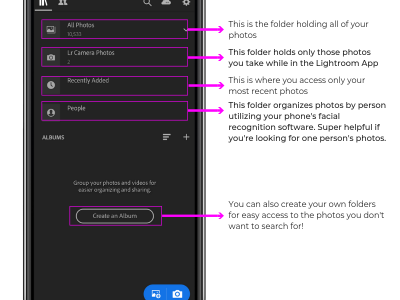 All Photos
10,533
This is the folder holding all of your
photos
Lr Camera Photos
2
This folder holds only those photos
you take while in the Lightroom App
Recently Added
This is where you access only your
most recent photos
People
This folder organizes photos by person
utilizing your phone's facial
recognition software. Super helpful if
you're looking for one person's photos.
ALBUMS
Group your photos and videos for
easier organizing and sharing.
Create an Album
You can also create your own folders
for easy access to the photos you don't
want to search for!